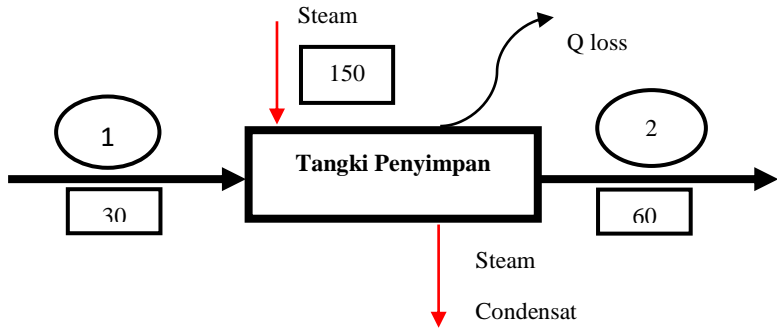 Steam
Q loss
150
1
2
Tangki Penyimpan
30
60
Steam
Condensat